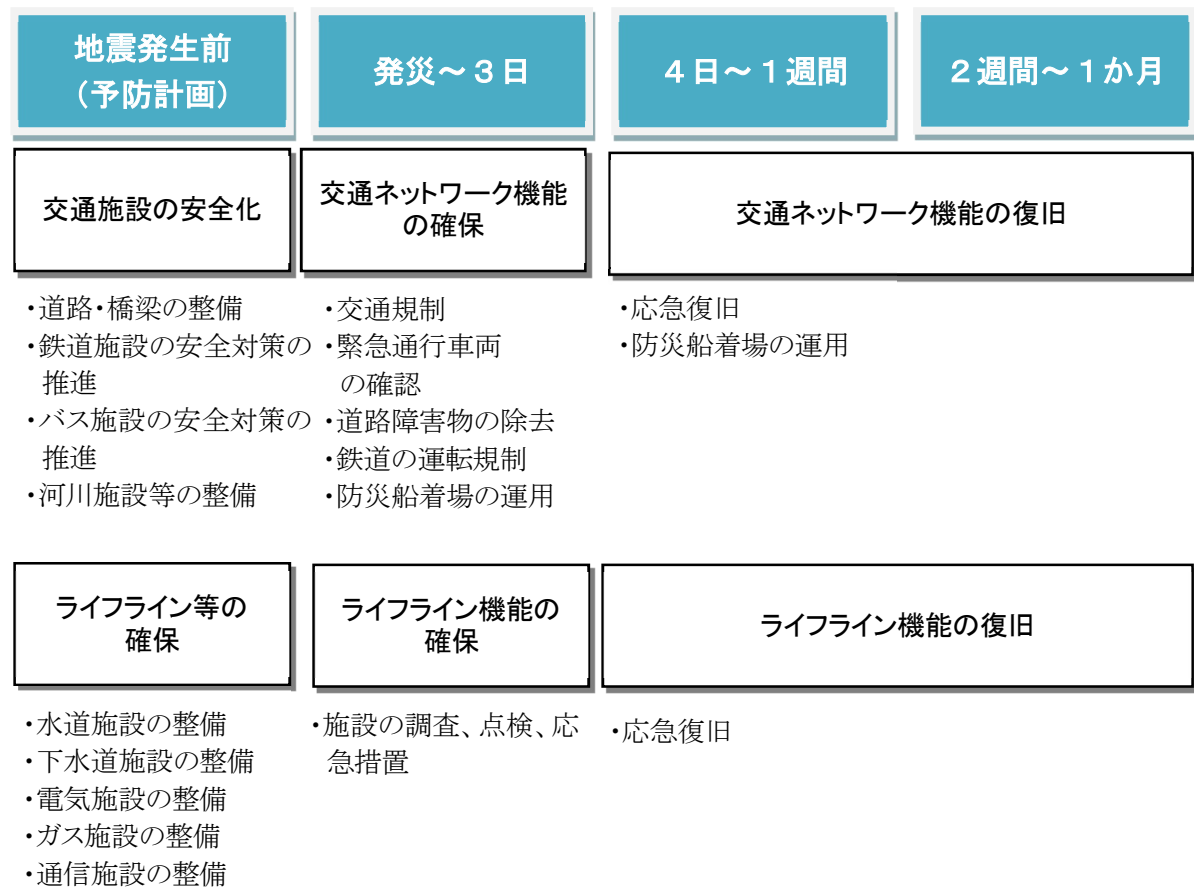 地震発生前
（予防計画）
発災～３日
４日～１週間
２週間～１か月
交通施設の安全化
交通ネットワーク機能
の確保
交通ネットワーク機能の復旧
・道路・橋梁の整備
・鉄道施設の安全対策の
推進
・バス施設の安全対策の
推進
・河川施設等の整備
・交通規制
・緊急通行車両
の確認
・道路障害物の除去
・鉄道の運転規制
・防災船着場の運用
・応急復旧
・防災船着場の運用
ライフライン等の
確保
ライフライン機能の
確保
ライフライン機能の復旧
・水道施設の整備
・下水道施設の整備
・電気施設の整備
・ガス施設の整備
・通信施設の整備
・施設の調査、点検、応
急措置
・応急復旧